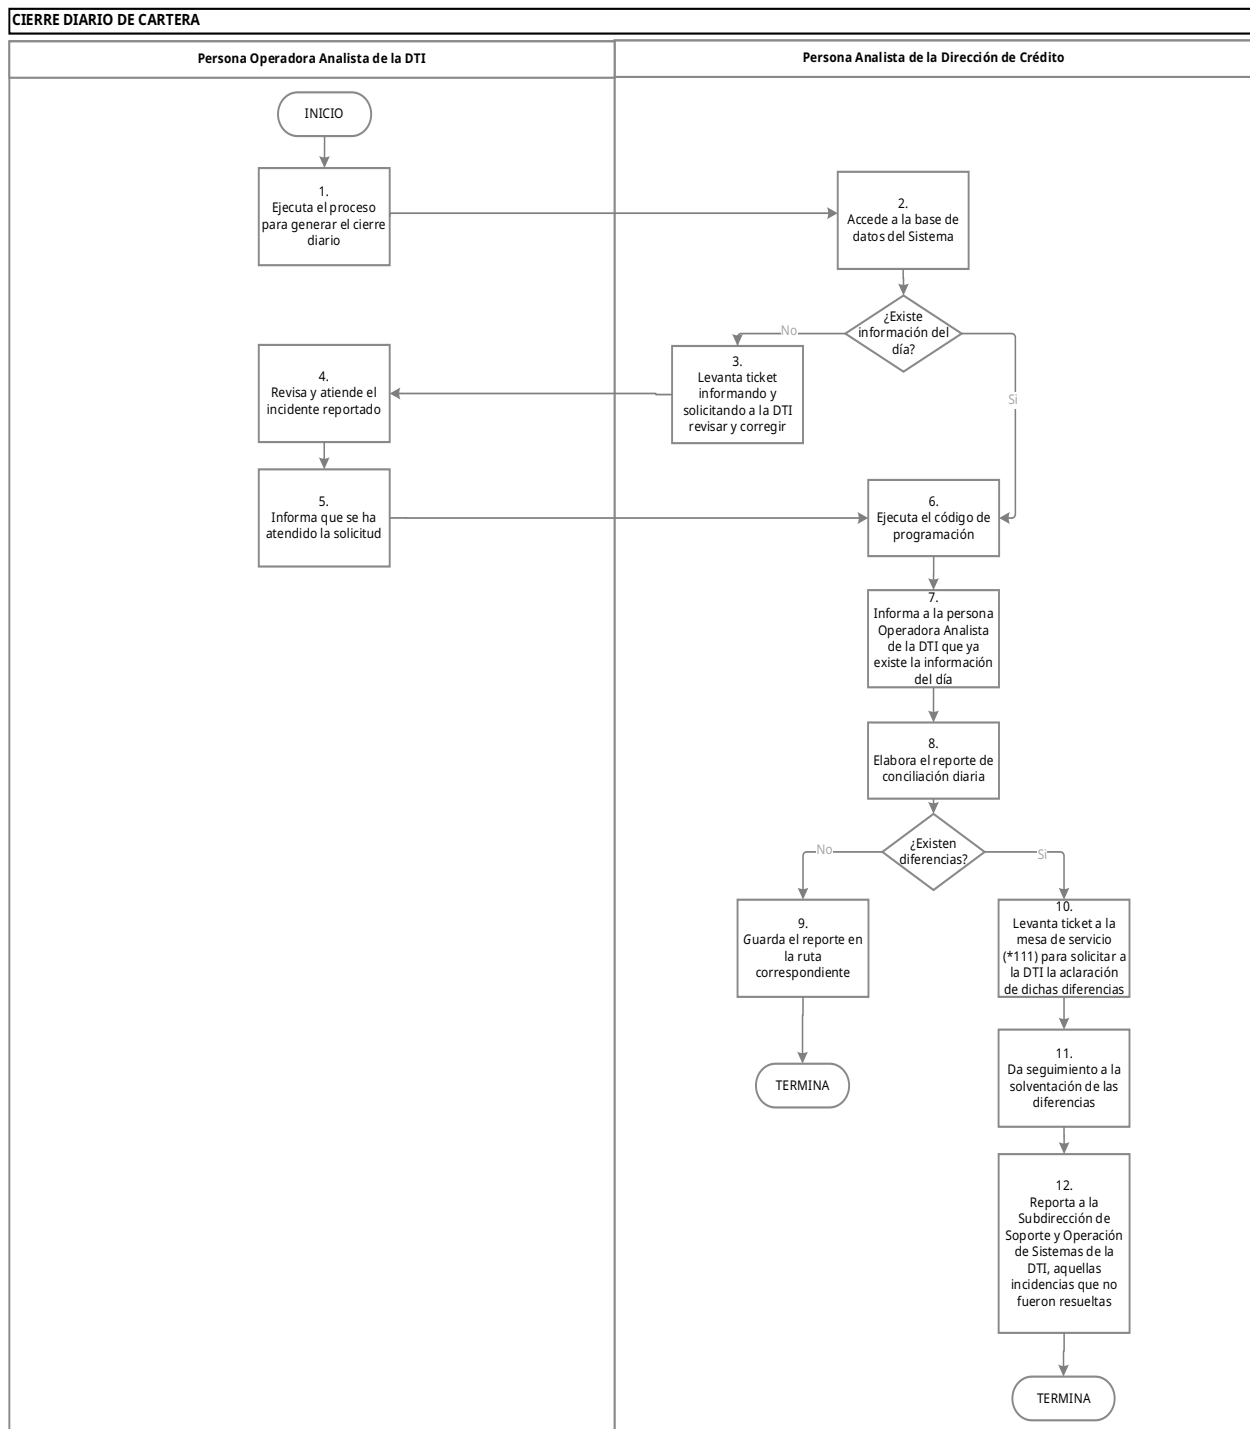 CIERRE DIARIO DE CARTERA
Persona Operadora Analista de la DTI
Persona Analista de la Dirección de Crédito
INICIO
1.
Ejecuta el proceso
para generar el cierre
diario
2.
Accede a la base de
datos del Sistema
¿Existe
información del
día?
No
Si
3.
Levanta ticket
informando y
solicitando a la DTI
revisar y corregir
4.
Revisa y atiende el
incidente reportado
5.
Informa que se ha
atendido la solicitud
6.
Ejecuta el código de
programación
7.
Informa a la persona
Operadora Analista
de la DTI que ya
existe la información
del día
8.
Elabora el reporte de
conciliación diaria
¿Existen
diferencias?
No
Si
9.
Guarda el reporte en
la ruta
correspondiente
TERMINA
10.
Levanta ticket a la
mesa de servicio
(*111) para solicitar a
la DTI la aclaración
de dichas diferencias
11.
Da seguimiento a la
solventación de las
diferencias
12.
Reporta a la
Subdirección de
Soporte y Operación
de Sistemas de la
DTI, aquellas
incidencias que no
fueron resueltas
TERMINA